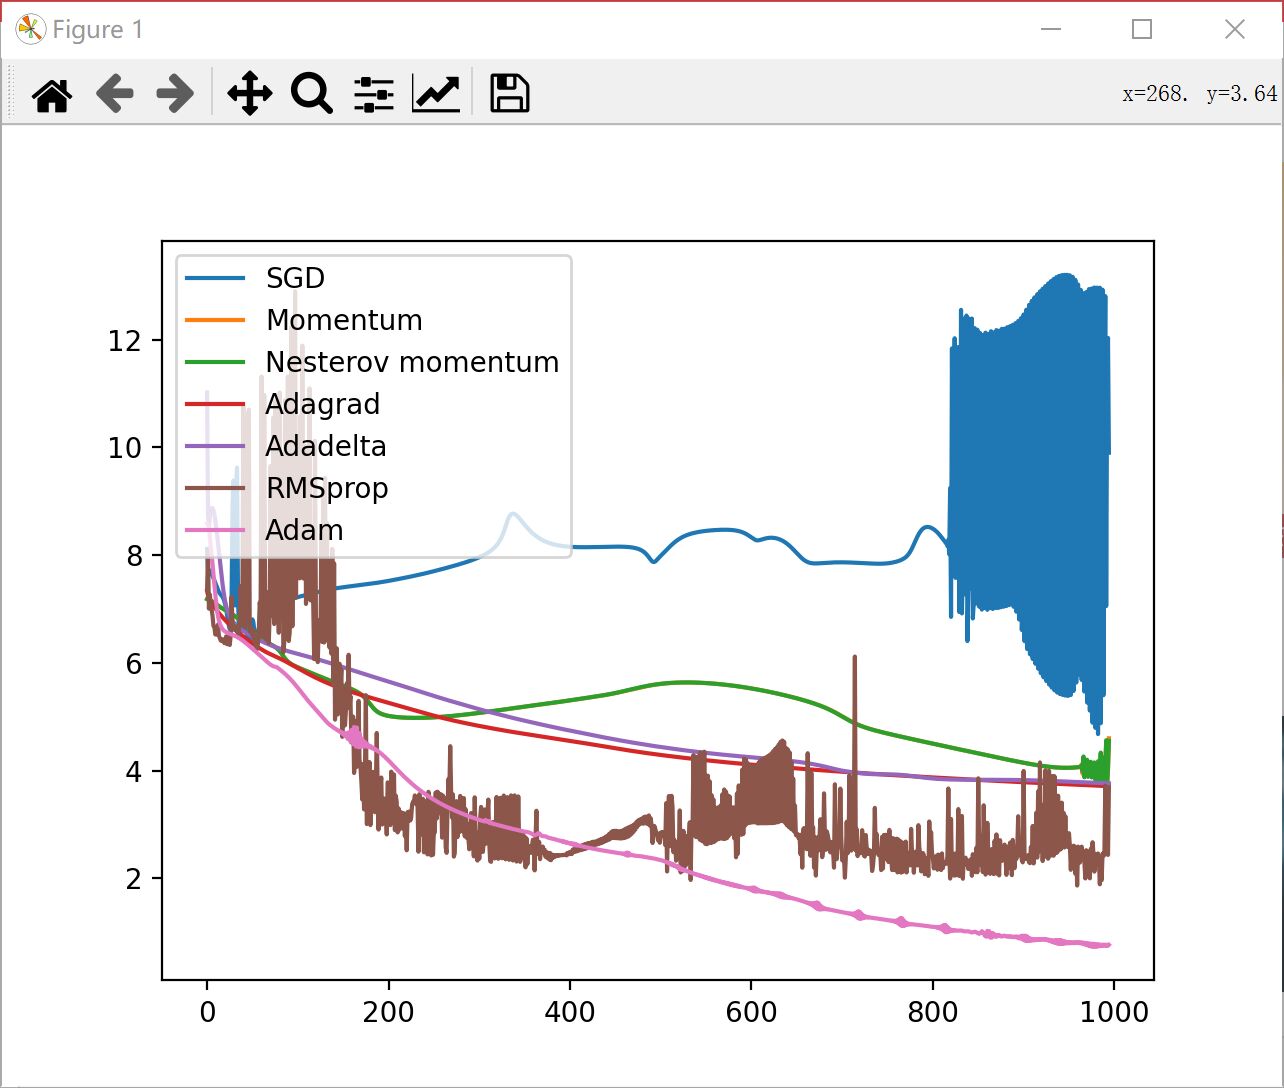 Figure 1
x=268. y=3.64
SGD
Momentum
Nesterov momentum
Adagrad
Adadelta
RMSprop
Adam
12
10
8
6
4
2
0 200 400 600 800 1000